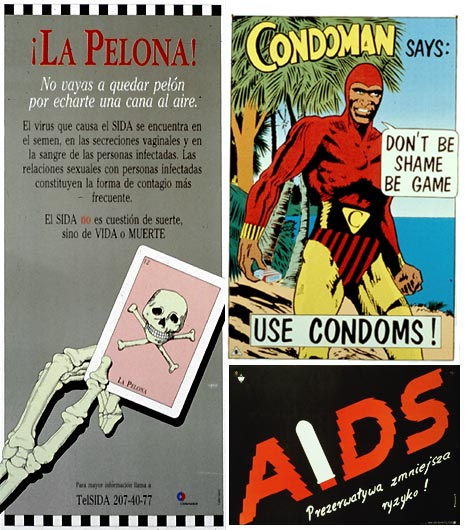 ¡LA PELONA!
No vayas a quedar pelón
por echarte una cana al aire.
El virus que causa el SIDA se encuentra en
el semen, en las secreciones vaginales y en
la sangre de las personas infectadas. Las
relaciones sexuales con personas infectadas
constituyen la forma de contagio más
frecuente.
El SIDA no es cuestión de suerte,
sino de VIDA o MUERTE
LA PELONA
Para mayor información llama a
TelSIDA 207-40-77
CONDOMAN SAYS:
DON'T BE
SHAME
BE GAME
C
USE CONDOMS!
AIDS
Prezerwatywa zmniejsza
ryzyko!